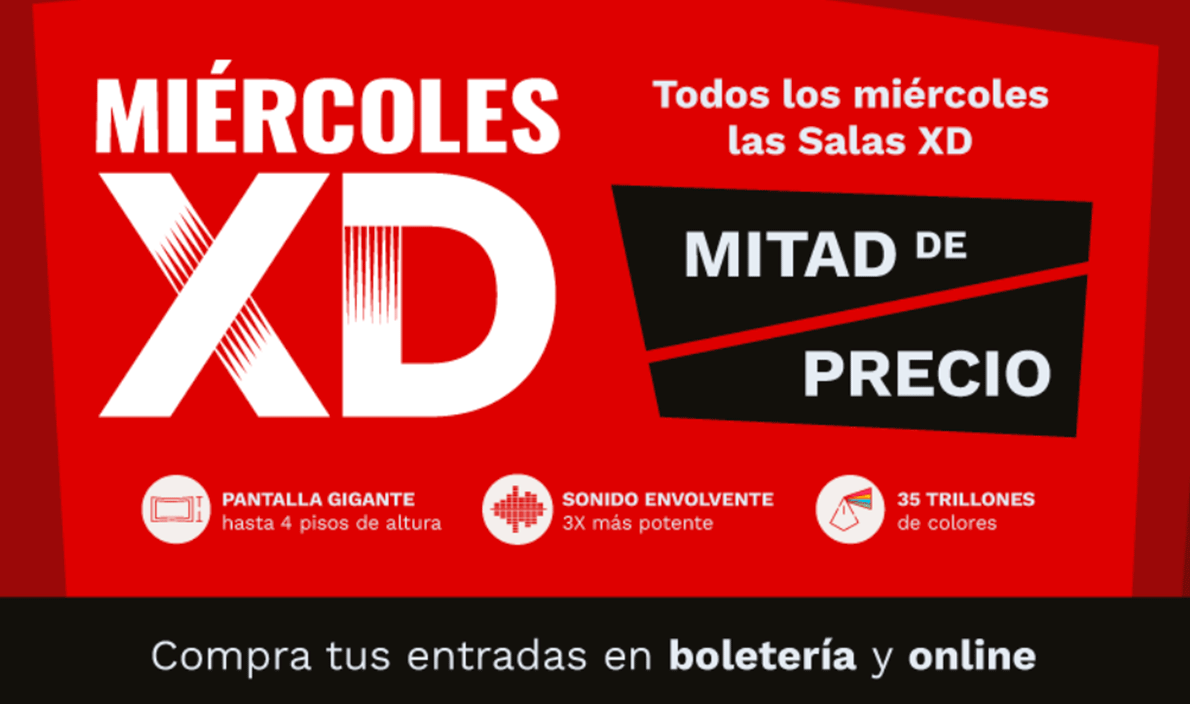 MIÉRCOLES
XD
Todos los miércoles
las Salas XD
MITAD DE
PRECIO
PANTALLA GIGANTE
hasta 4 pisos de altura
SONIDO ENVOLVENTE
3X más potente
35 TRILLONES
de colores
Compra tus entradas en boletería y online